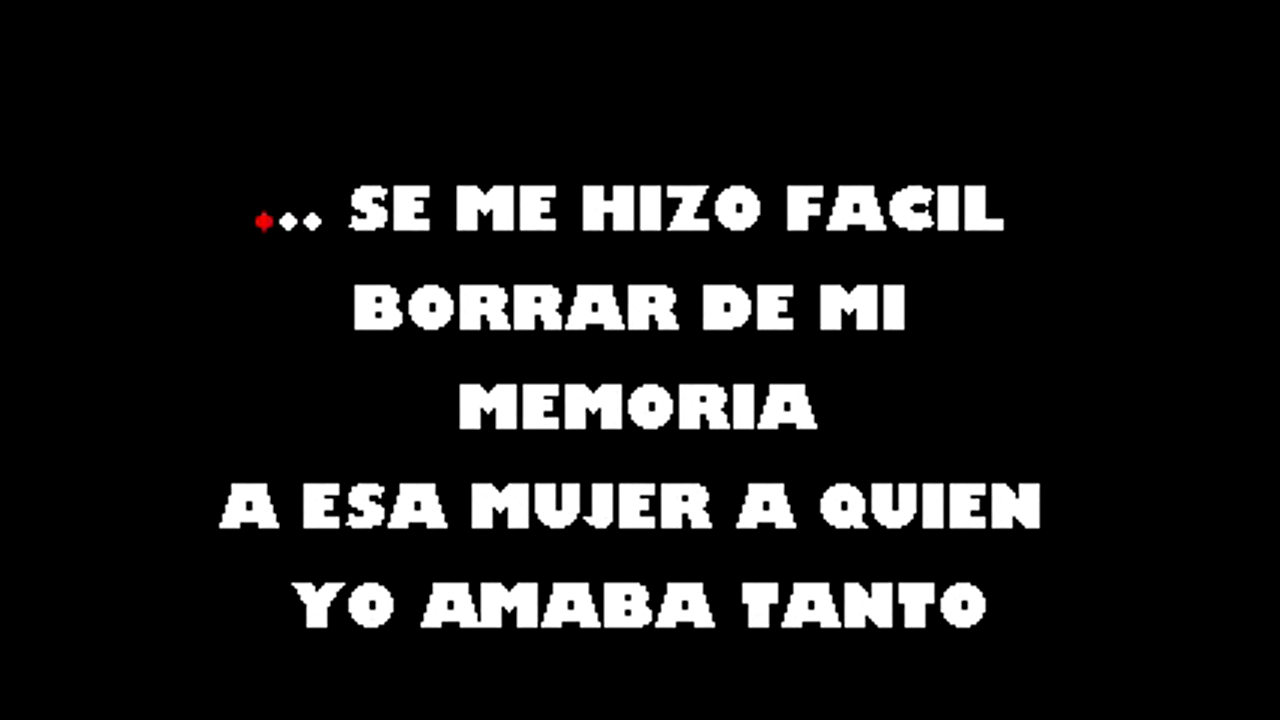 ... SE ME HIZO FACIL
BORRAR DE MI
MEMORIA
A ESA MUJER A QUIEN
YO AMABA TANTO